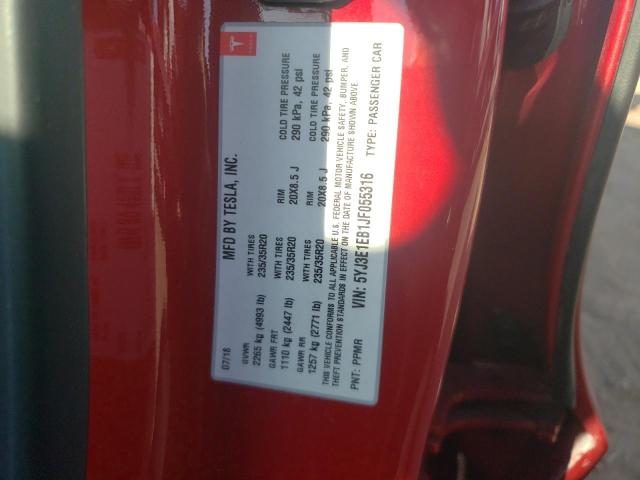 MFD BY TESLA, INC.
07/18
GVWR WITH TIRES RIM COLD TIRE PRESSURE
2265 kg (4993 lb) 235/35R20 20X8.5 J 290 kPa, 42 psi
GAWR FRT WITH TIRES RIM COLD TIRE PRESSURE
1110 kg (2447 lb) 235/35R20 20X8.5 J 290 kPa, 42 psi
GAWR RR WITH TIRES
1257 kg (2771 lb) 235/35R20
THIS VEHICLE CONFORMS TO ALL APPLICABLE U.S. FEDERAL MOTOR VEHICLE SAFETY, BUMPER, AND
THEFT PREVENTION STANDARDS IN EFFECT ON THE DATE OF MANUFACTURE SHOWN ABOVE.
VIN: 5YJ3E1EB1JF055316 TYPE: PASSENGER CAR
PNT: PPMR